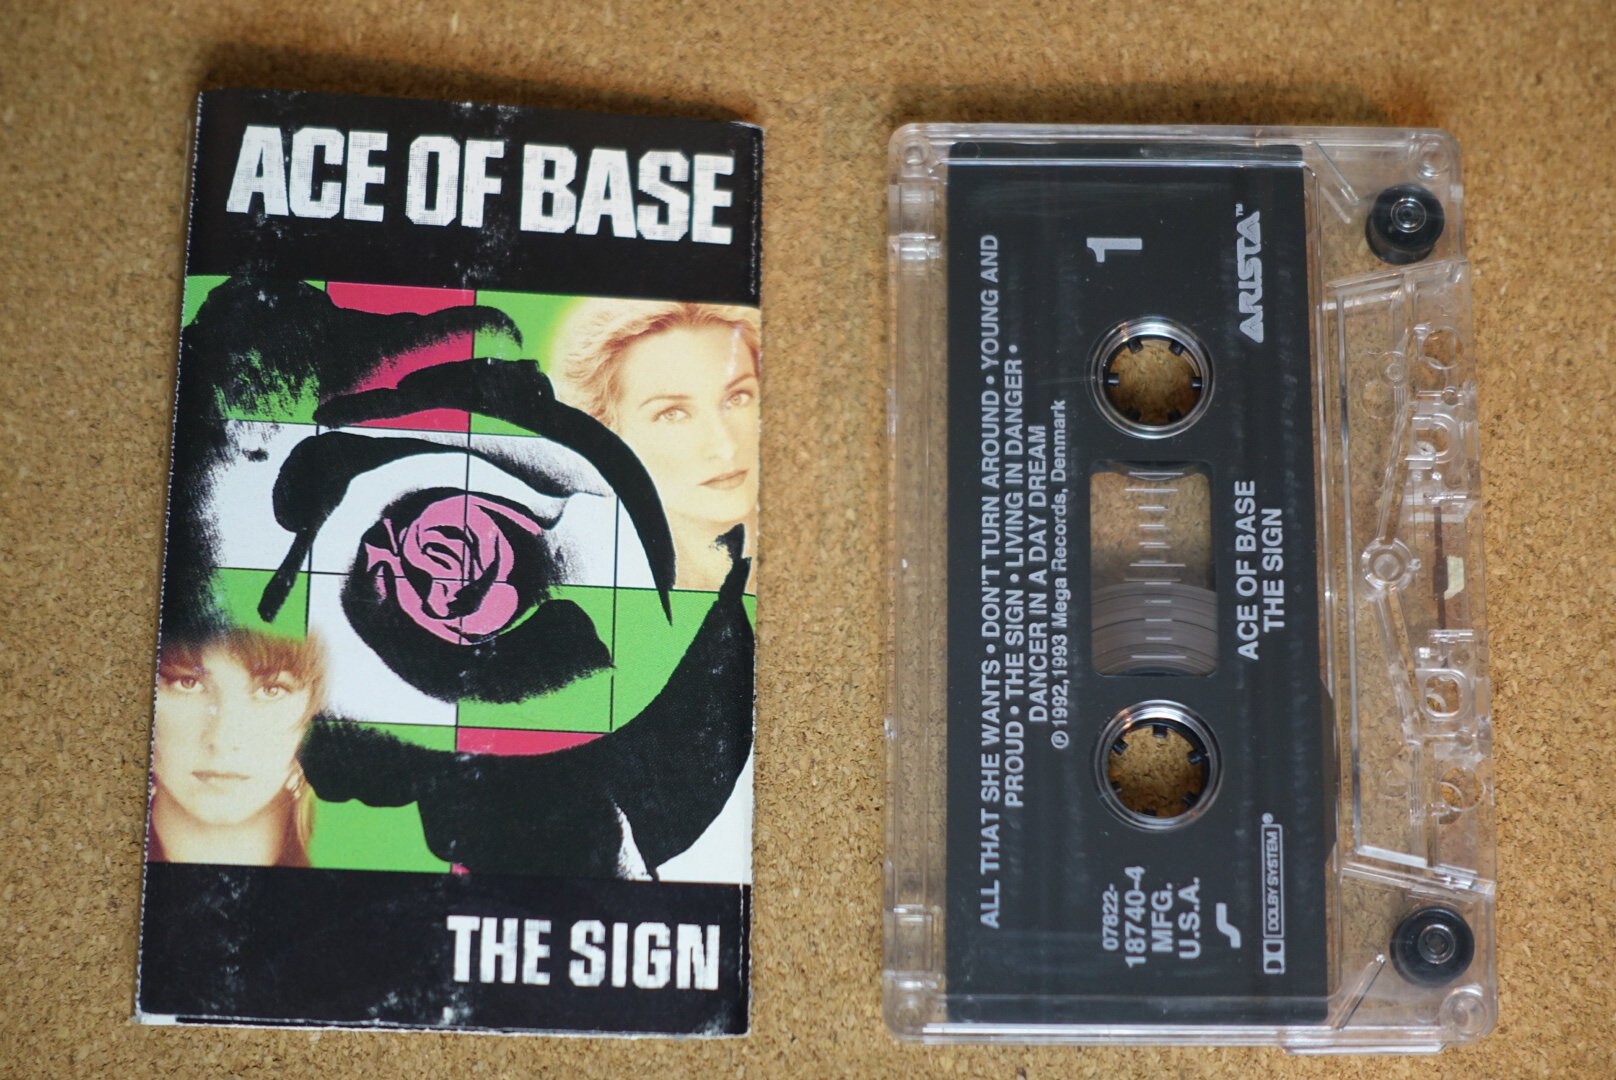 ACE OF BASE
THE SIGN
ALL THAT SHE WANTS • DON'T TURN AROUND • YOUNG AND
PROUD • THE SIGN • LIVING IN DANGER •
DANCER IN A DAY DREAM
℗ 1992,1993 Mega Records, Denmark
1
07822-
18740-4
MFG.
U.S.A.
ACE OF BASE
THE SIGN
ARISTA™
DOLBY SYSTEM®